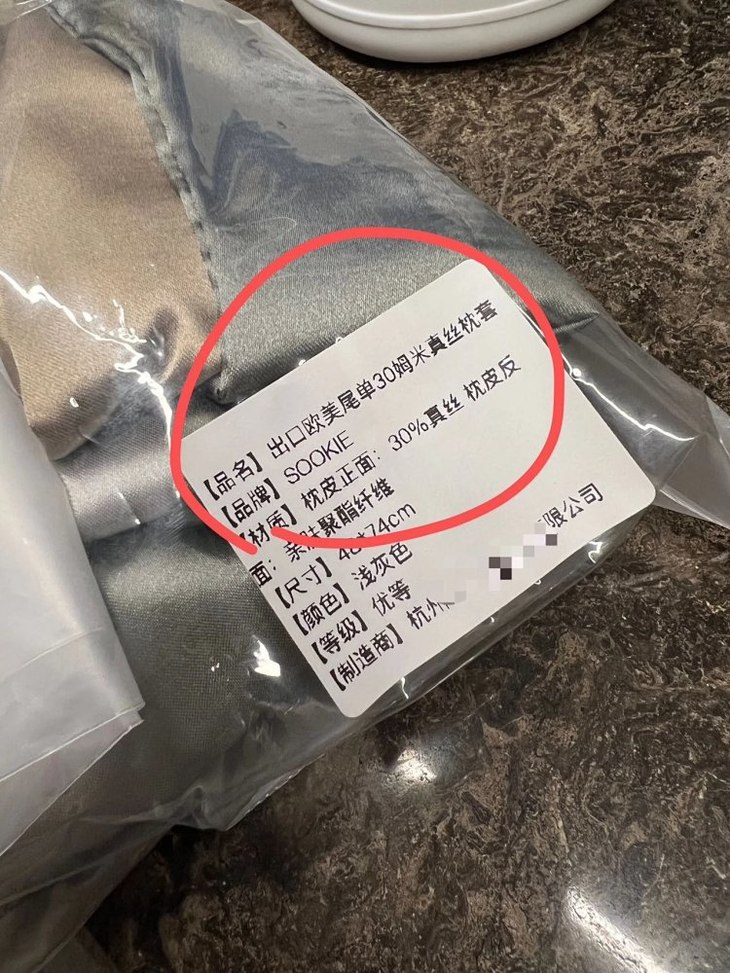 【品名】出口欧美尾单30姆米真丝枕套
【品牌】SOOKIE
【材质】枕皮正面：30%真丝 枕皮反
面：亲肤聚酯纤维
【尺寸】48*74cm
【颜色】浅灰色
【等级】优等
【制造商】杭州 限公司